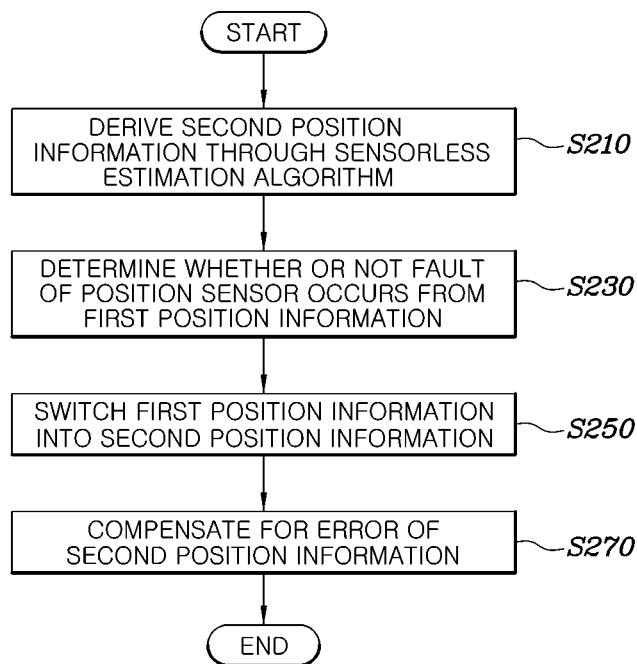 START
DERIVE SECOND POSITION
INFORMATION THROUGH SENSORLESS
ESTIMATION ALGORITHM
S210
DETERMINE WHETHER OR NOT FAULT
OF POSITION SENSOR OCCURS FROM
FIRST POSITION INFORMATION
S230
SWITCH FIRST POSITION INFORMATION
INTO SECOND POSITION INFORMATION
S250
COMPENSATE FOR ERROR OF
SECOND POSITION INFORMATION
S270
END